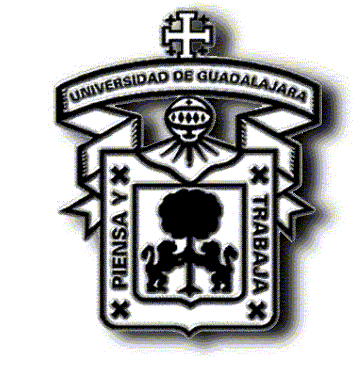 UNIVERSIDAD DE GUADALAJARA
PIENSA Y
TRABAJA